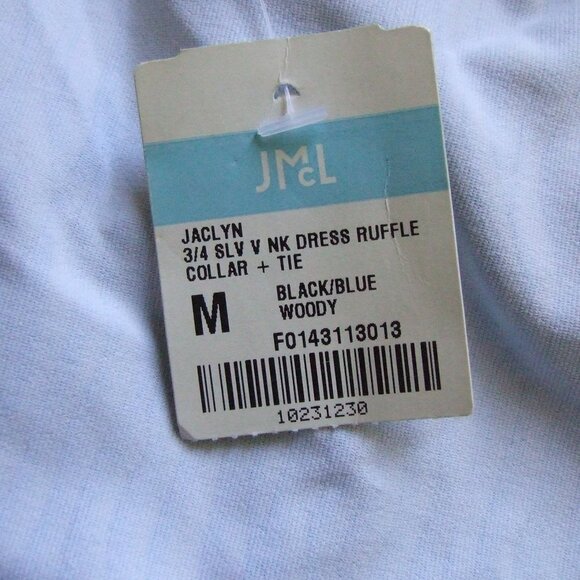 JMcL
JACLYN
3/4 SLV V NK DRESS RUFFLE
COLLAR + TIE
M
BLACK/BLUE
WOODY
F0143113013
10231230